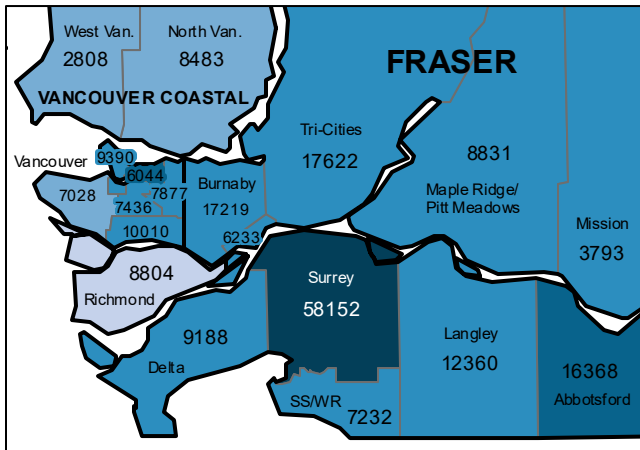 West Van.
2808
North Van.
8483
VANCOUVER COASTAL
FRASER
Tri-Cities
17622
8831
Maple Ridge/
Pitt Meadows
Mission
3793
Vancouver
9390
6044
7028
7877
7436
10010
Burnaby
17219
6233
8804
Richmond
Surrey
58152
9188
Delta
Langley
12360
16368
Abbotsford
SS/WR
7232